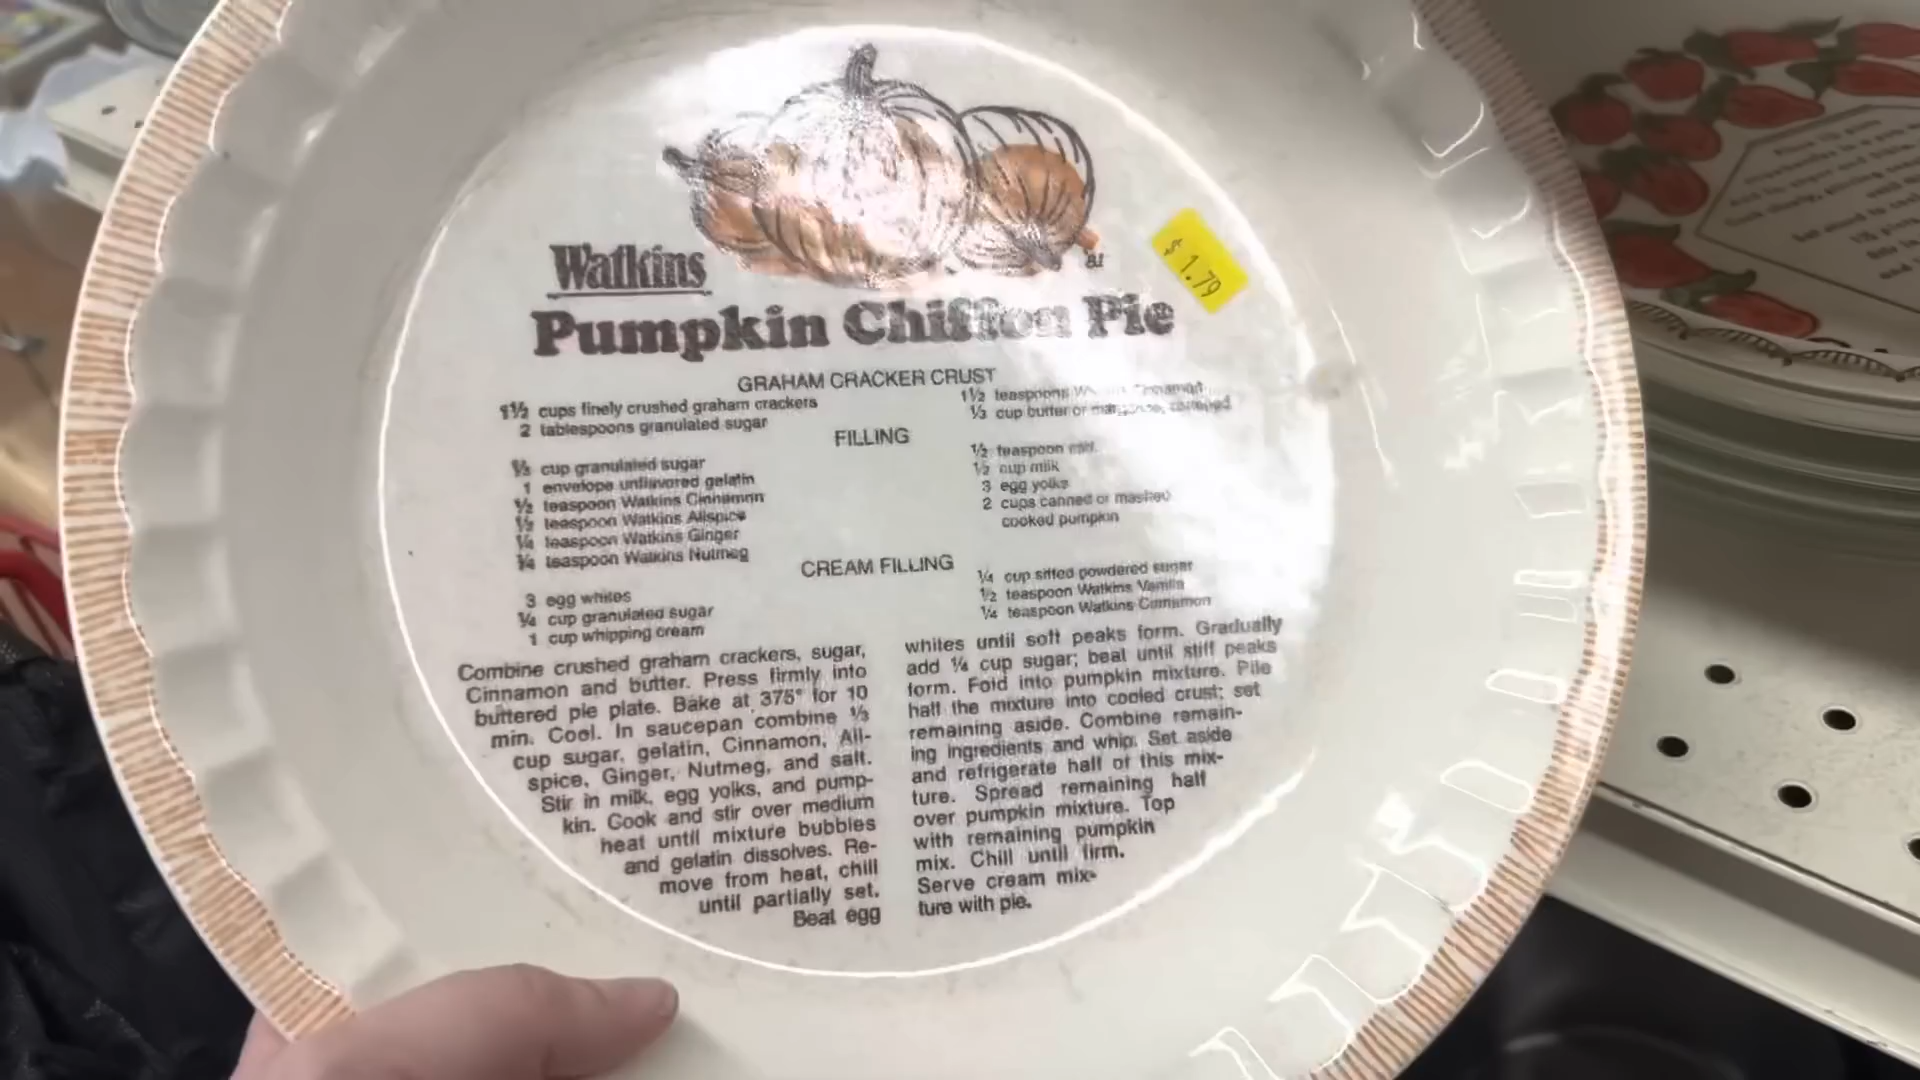 81
$1.79
Watkins
Pumpkin Chiffon Pie
GRAHAM CRACKER CRUST
1½ cups finely crushed graham crackers
2 tablespoons granulated sugar
1½ teaspoons Cinnamon
⅓ cup butter or margarine,
FILLING
⅓ cup granulated sugar
1 envelope unflavored gelatin
½ teaspoon Watkins Cinnamon
½ teaspoon Watkins Allspice
teaspoon Watkins Ginger
teaspoon Watkins Nutmeg
½ teaspoon salt
½ cup milk
3 egg yolks
2 cups canned or mashed
cooked pumpkin
CREAM FILLING
3 egg whites
¼ cup granulated sugar
1 cup whipping cream
¼ cup sifted powdered sugar
½ teaspoon Watkins Vanilla
¼ teaspoon Watkins Cinnamon
Combine crushed graham crackers, sugar,
Cinnamon and butter. Press firmly into
buttered pie plate. Bake at 375° for 10
min. Cool. In saucepan combine ⅓
cup sugar, gelatin, Cinnamon, All-
spice, Ginger, Nutmeg, and salt.
Stir in milk, egg yolks, and pump-
kin. Cook and stir over medium
heat until mixture bubbles
and gelatin dissolves. Re-
move from heat, chill
until partially set.
Beat egg
whites until soft peaks form. Gradually
add ¼ cup sugar; beat until stiff peaks
form. Fold into pumpkin mixture. Pile
half the mixture into cooled crust; set
remaining aside. Combine remain-
ing ingredients and whip. Set aside
and refrigerate half of this mix-
ture. Spread remaining half
over pumpkin mixture. Top
with remaining pumpkin
mix. Chill until firm.
Serve cream mix-
ture with pie.